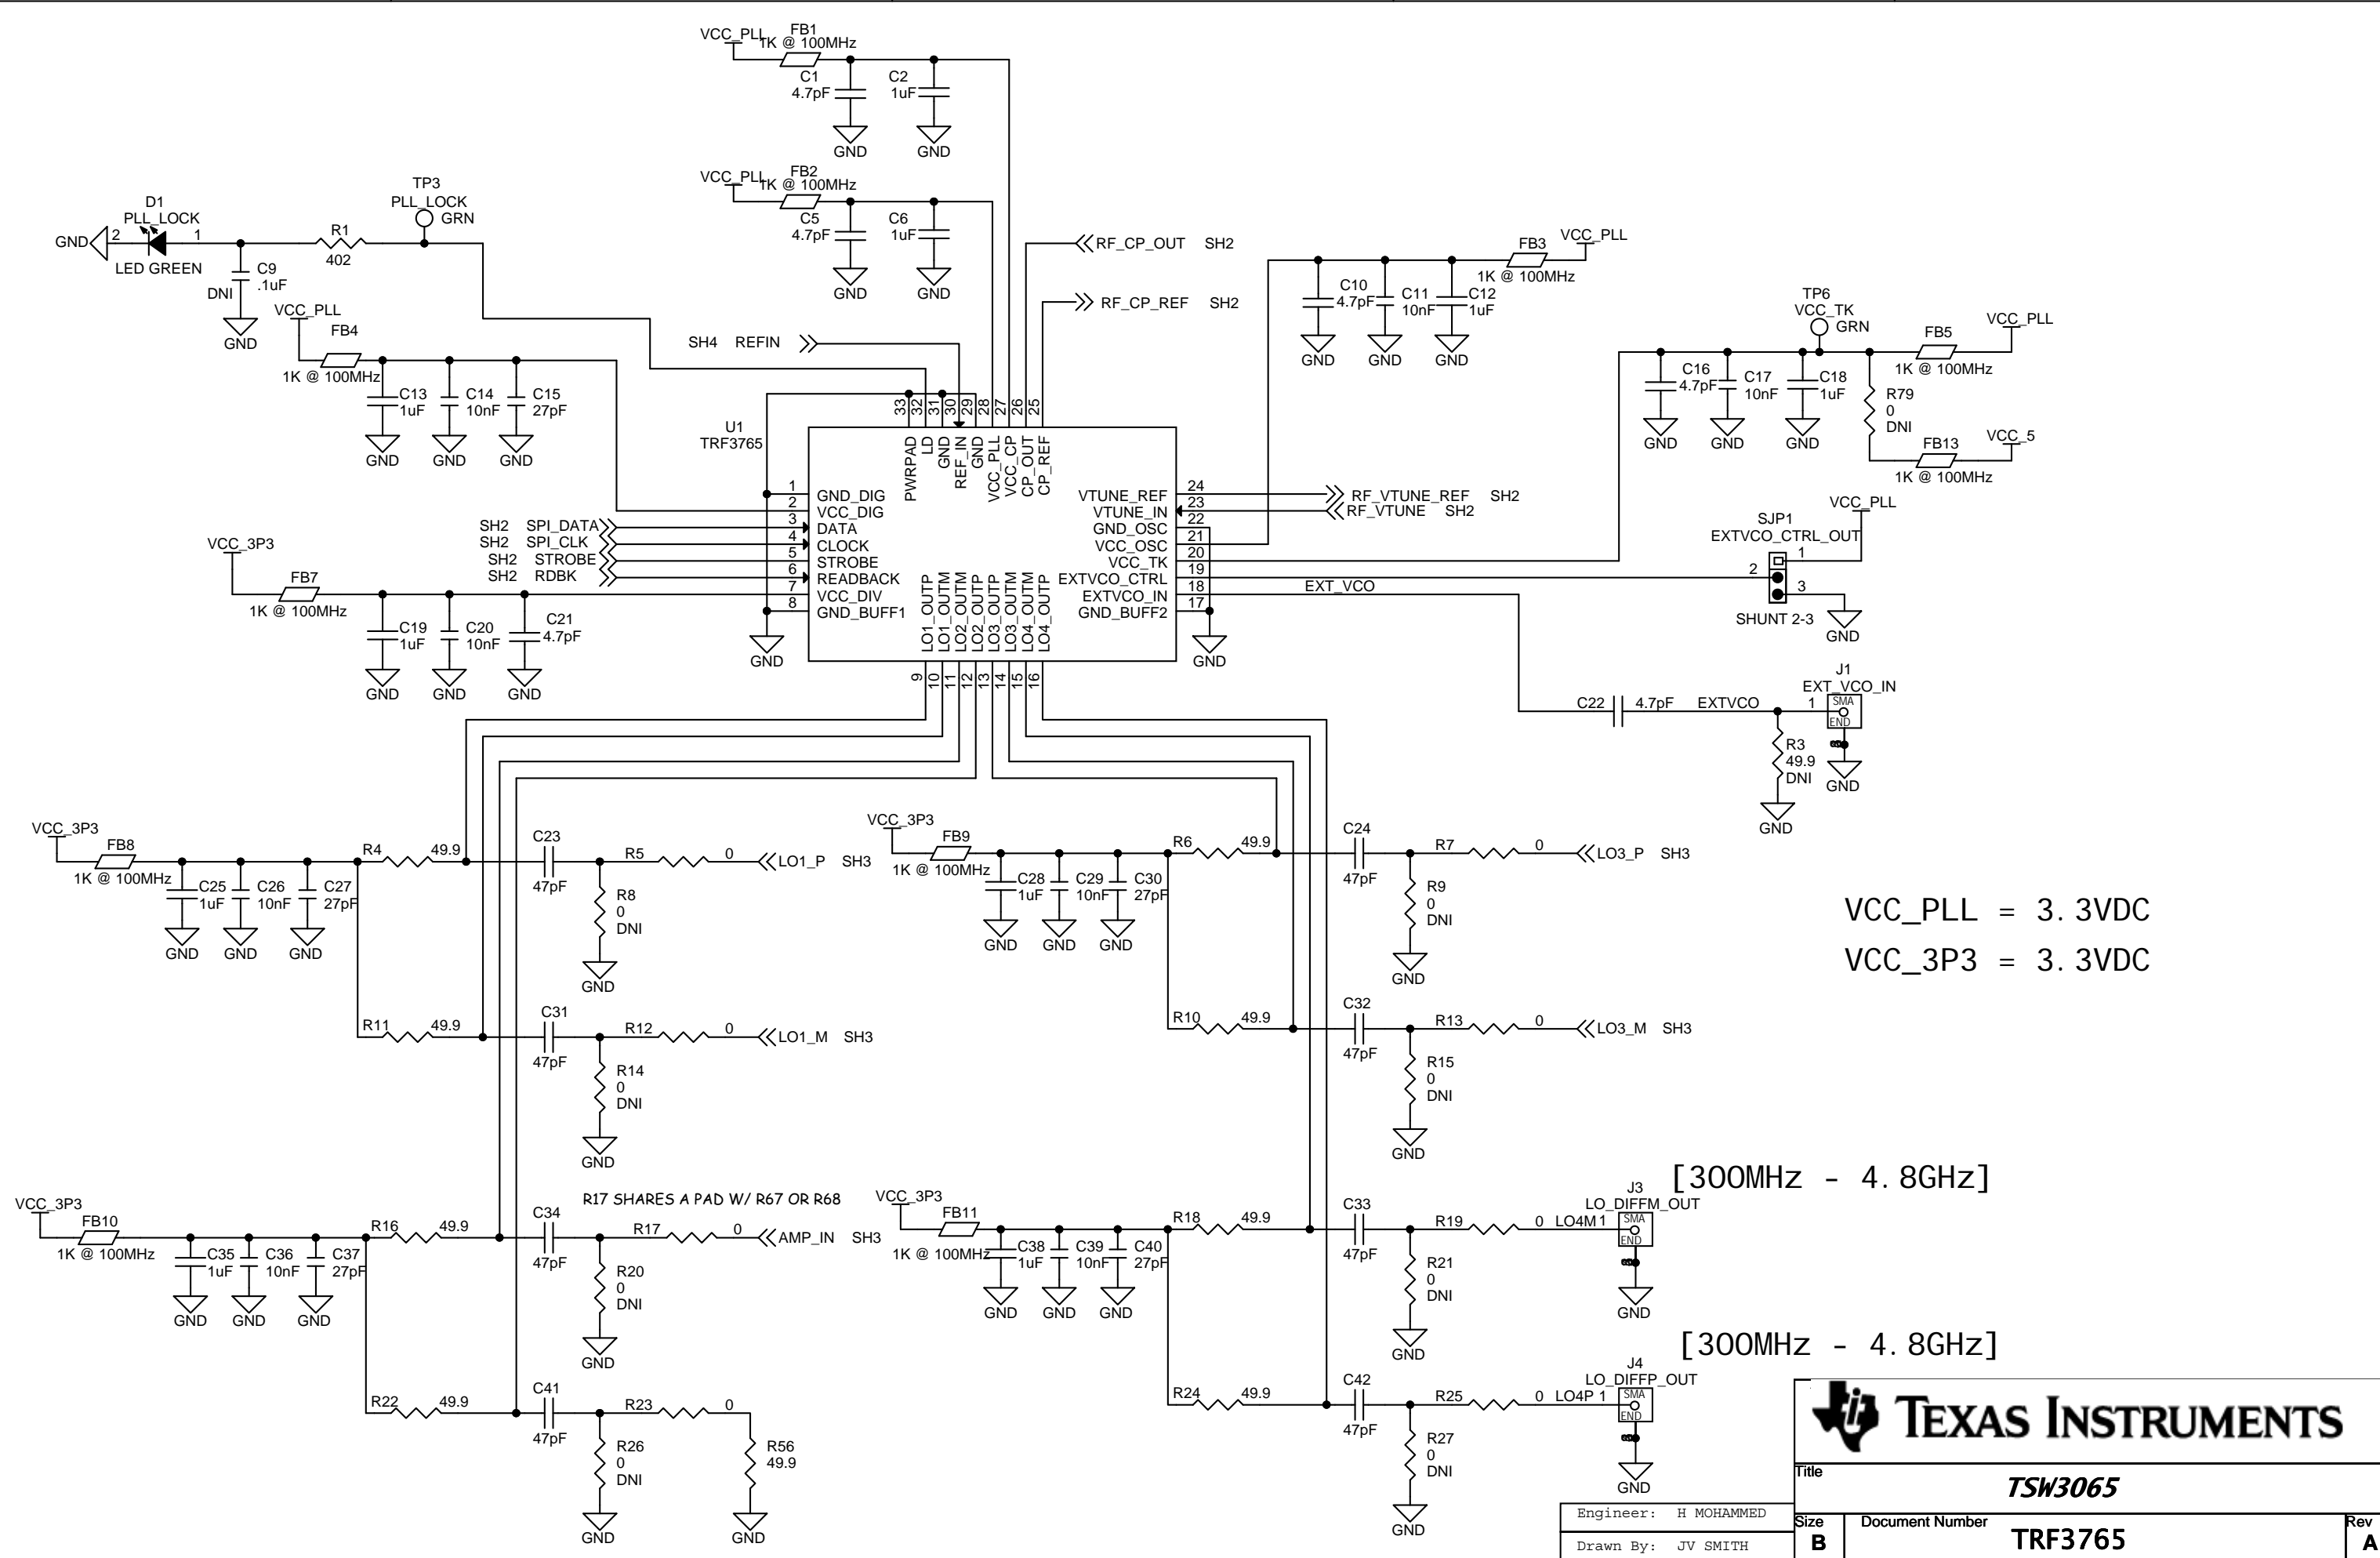 VCC_PLL
FB1
1K @ 100MHz
C1
4.7pF
C2
1uF
GND
GND
VCC_PLL
FB2
1K @ 100MHz
C5
4.7pF
C6
1uF
GND
GND
D1
PLL_LOCK
GND
2
1
LED GREEN
R1
402
TP3
PLL_LOCK
GRN
C9
.1uF
DNI
GND
RF_CP_OUT SH2
RF_CP_REF SH2
SH4 REFIN
VCC_PLL
FB3
1K @ 100MHz
C10
4.7pF
C11
10nF
C12
1uF
GND
GND
GND
VCC_PLL
FB4
1K @ 100MHz
C13
1uF
C14
10nF
C15
27pF
GND
GND
GND
TP6
VCC_TK
GRN
FB5
VCC_PLL
1K @ 100MHz
C16
4.7pF
C17
10nF
C18
1uF
GND
GND
GND
R79
0
DNI
FB13
VCC_5
1K @ 100MHz
U1
TRF3765
33 32 31 30 29 28 27 26 25
PWRPAD
LD
GND
REF_IN
GND
VCC_PLL
VCC_CP
CP_OUT
CP_REF
1 GND_DIG
2 VCC_DIG
3 DATA
4 CLOCK
5 STROBE
6 READBACK
7 VCC_DIV
8 GND_BUFF1
VTUNE_REF 24
VTUNE_IN 23
GND_OSC 22
VCC_OSC 21
VCC_TK 20
EXTVCO_CTRL 19
EXTVCO_IN 18
GND_BUFF2 17
LO1_OUTP
LO1_OUTM
LO2_OUTM
LO2_OUTP
LO3_OUTP
LO3_OUTM
LO4_OUTM
LO4_OUTP
9 10 11 12 13 14 15 16
GND
GND
SH2 SPI_DATA
SH2 SPI_CLK
SH2 STROBE
SH2 RDBK
RF_VTUNE_REF SH2
RF_VTUNE SH2
EXT_VCO
VCC_3P3
FB7
1K @ 100MHz
C19
1uF
C20
10nF
C21
4.7pF
GND
GND
GND
VCC_PLL
SJP1
EXTVCO_CTRL_OUT
1
2
3
SHUNT 2-3
GND
J1
EXT_VCO_IN
C22 4.7pF EXTVCO
1
SMA
END
R3
49.9
DNI
GND
GND
VCC_3P3
FB8
1K @ 100MHz
C25
1uF
C26
10nF
C27
27pF
GND
GND
GND
R4 49.9
C23
47pF
R5 0
LO1_P SH3
R8
0
DNI
GND
R11 49.9
C31
47pF
R12 0
LO1_M SH3
R14
0
DNI
GND
VCC_3P3
FB9
1K @ 100MHz
C28
1uF
C29
10nF
C30
27pF
GND
GND
GND
R6 49.9
C24
47pF
R7 0
LO3_P SH3
R9
0
DNI
GND
R10 49.9
C32
47pF
R13 0
LO3_M SH3
R15
0
DNI
GND
VCC_PLL = 3.3VDC
VCC_3P3 = 3.3VDC
VCC_3P3
FB10
1K @ 100MHz
C35
1uF
C36
10nF
C37
27pF
GND
GND
GND
R16 49.9
C34
47pF
R17 SHARES A PAD W/ R67 OR R68
R17 0
AMP_IN SH3
R20
0
DNI
GND
R22 49.9
C41
47pF
R23 0
R26
0
DNI
GND
R56
49.9
GND
VCC_3P3
FB11
1K @ 100MHz
C38
1uF
C39
10nF
C40
27pF
GND
GND
GND
R18 49.9
C33
47pF
R19 0 LO4M 1
R21
0
DNI
GND
[300MHz - 4.8GHz]
J3
LO_DIFFM_OUT
SMA
END
GND
R24 49.9
C42
47pF
R25 0 LO4P 1
R27
0
DNI
GND
[300MHz - 4.8GHz]
J4
LO_DIFFP_OUT
SMA
END
GND
TEXAS INSTRUMENTS
Title
TSW3065
Engineer: H MOHAMMED
Drawn By: JV SMITH
Size
B
Document Number
TRF3765
Rev
A